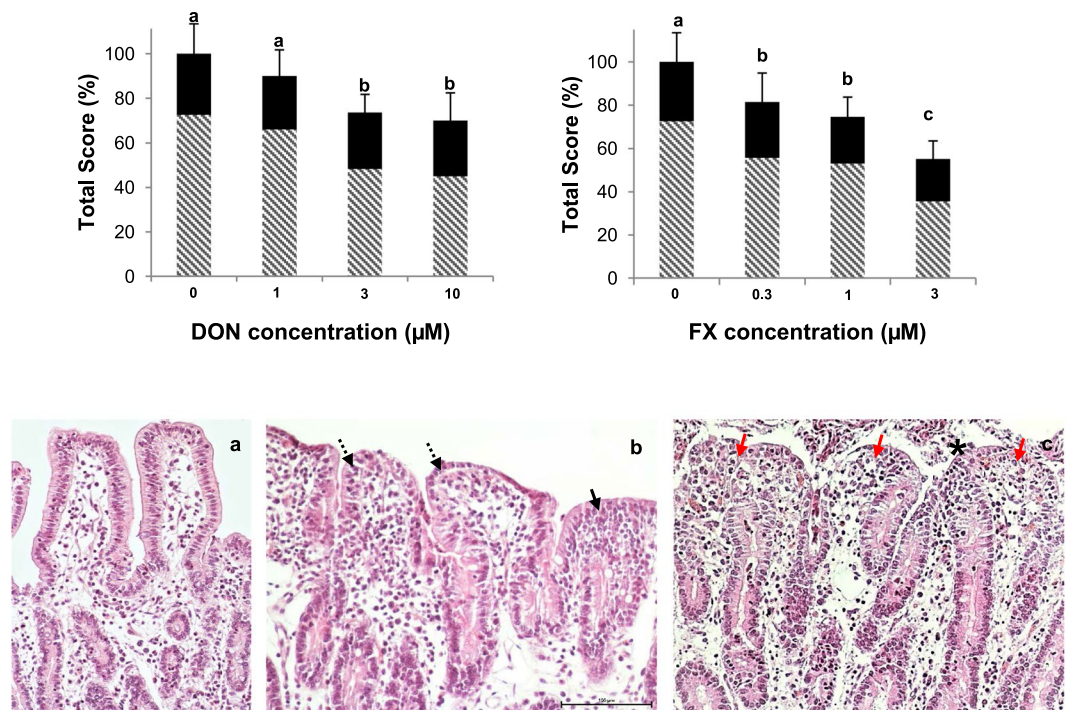 a
a
b
b
100
80
60
40
20
0
Total Score (%)
0 1 3 10
DON concentration (µM)
a
b
b
c
100
80
60
40
20
0
Total Score (%)
0 0.3 1 3
FX concentration (µM)
a
b
* c